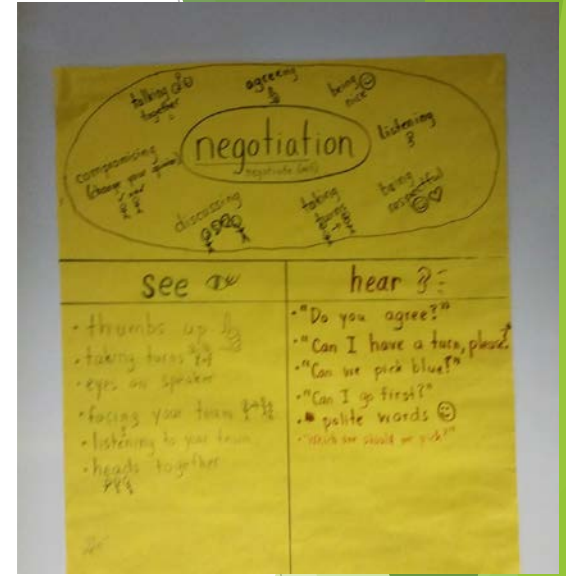 talking
together
agreeing
being
nice
negotiation
negotiate
listening
compromising
(change your
discussing
taking
turns
being
respectful
see
• thumbs up
• taking turns
• eyes on speaker
• facing your team
• listening to your team
• heads together
hear
• "Do you agree?"
• "Can I have a turn, please?"
• "Can we pick blue?"
• "Can I go first?"
• polite words
• "Which one should we pick?"